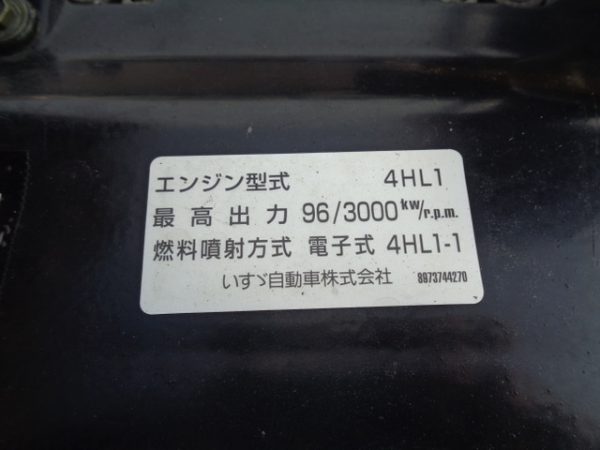 エンジン型式 4HL1
最高出力 96/3000 kw/r.p.m.
燃料噴射方式 電子式 4HL1-1
いすゞ自動車株式会社 8973744270